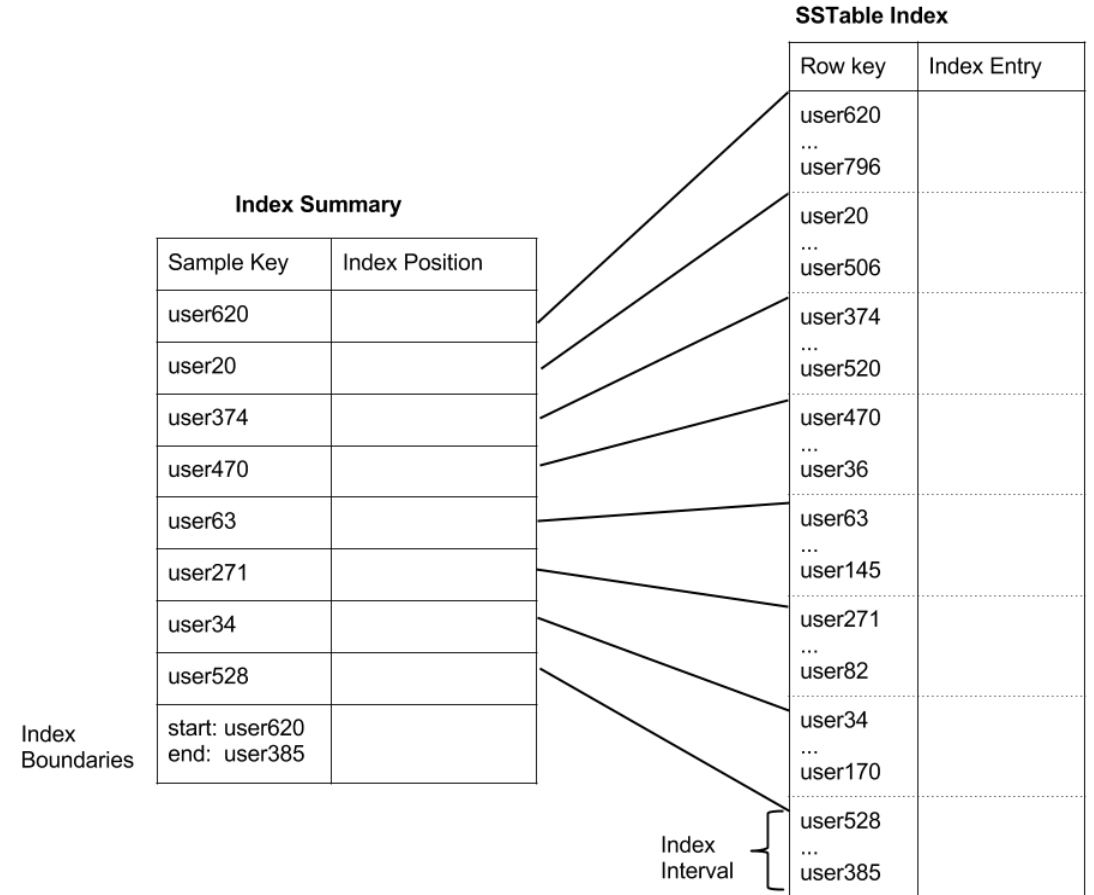 SSTable Index
Row key Index Entry
user620
...
user796
user20
...
user506
user374
...
user520
user470
...
user36
user63
...
user145
user271
...
user82
user34
...
user170
user528
...
user385
Index Summary
Sample Key Index Position
user620
user20
user374
user470
user63
user271
user34
user528
start: user620
end: user385
Index
Boundaries
Index
Interval